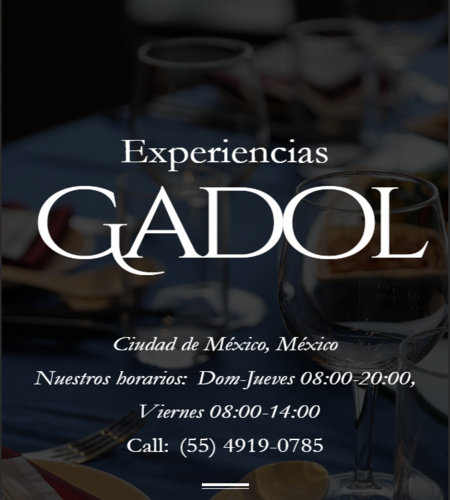 Experiencias
GADOL
Ciudad de México, México
Nuestros horarios: Dom-Jueves 08:00-20:00,
Viernes 08:00-14:00
Call: (55) 4919-0785